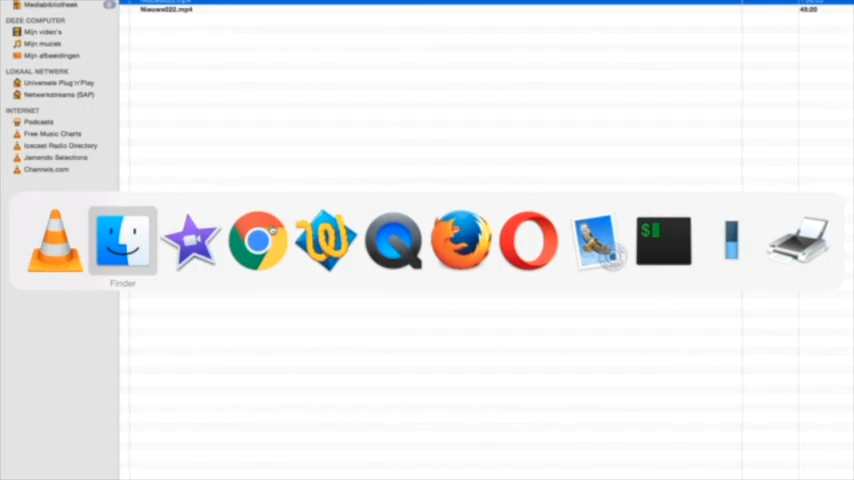 Mediabibliotheek
Nieuws022.mp4
45:20
DEZE COMPUTER
Mijn video's
Mijn muziek
Mijn afbeeldingen
LOKAAL NETWERK
Universele Plug'n'Play
Netwerkstreams (SAP)
INTERNET
Podcasts
Free Music Charts
Icecast Radio Directory
Jamendo Selections
Channels.com
$
Finder